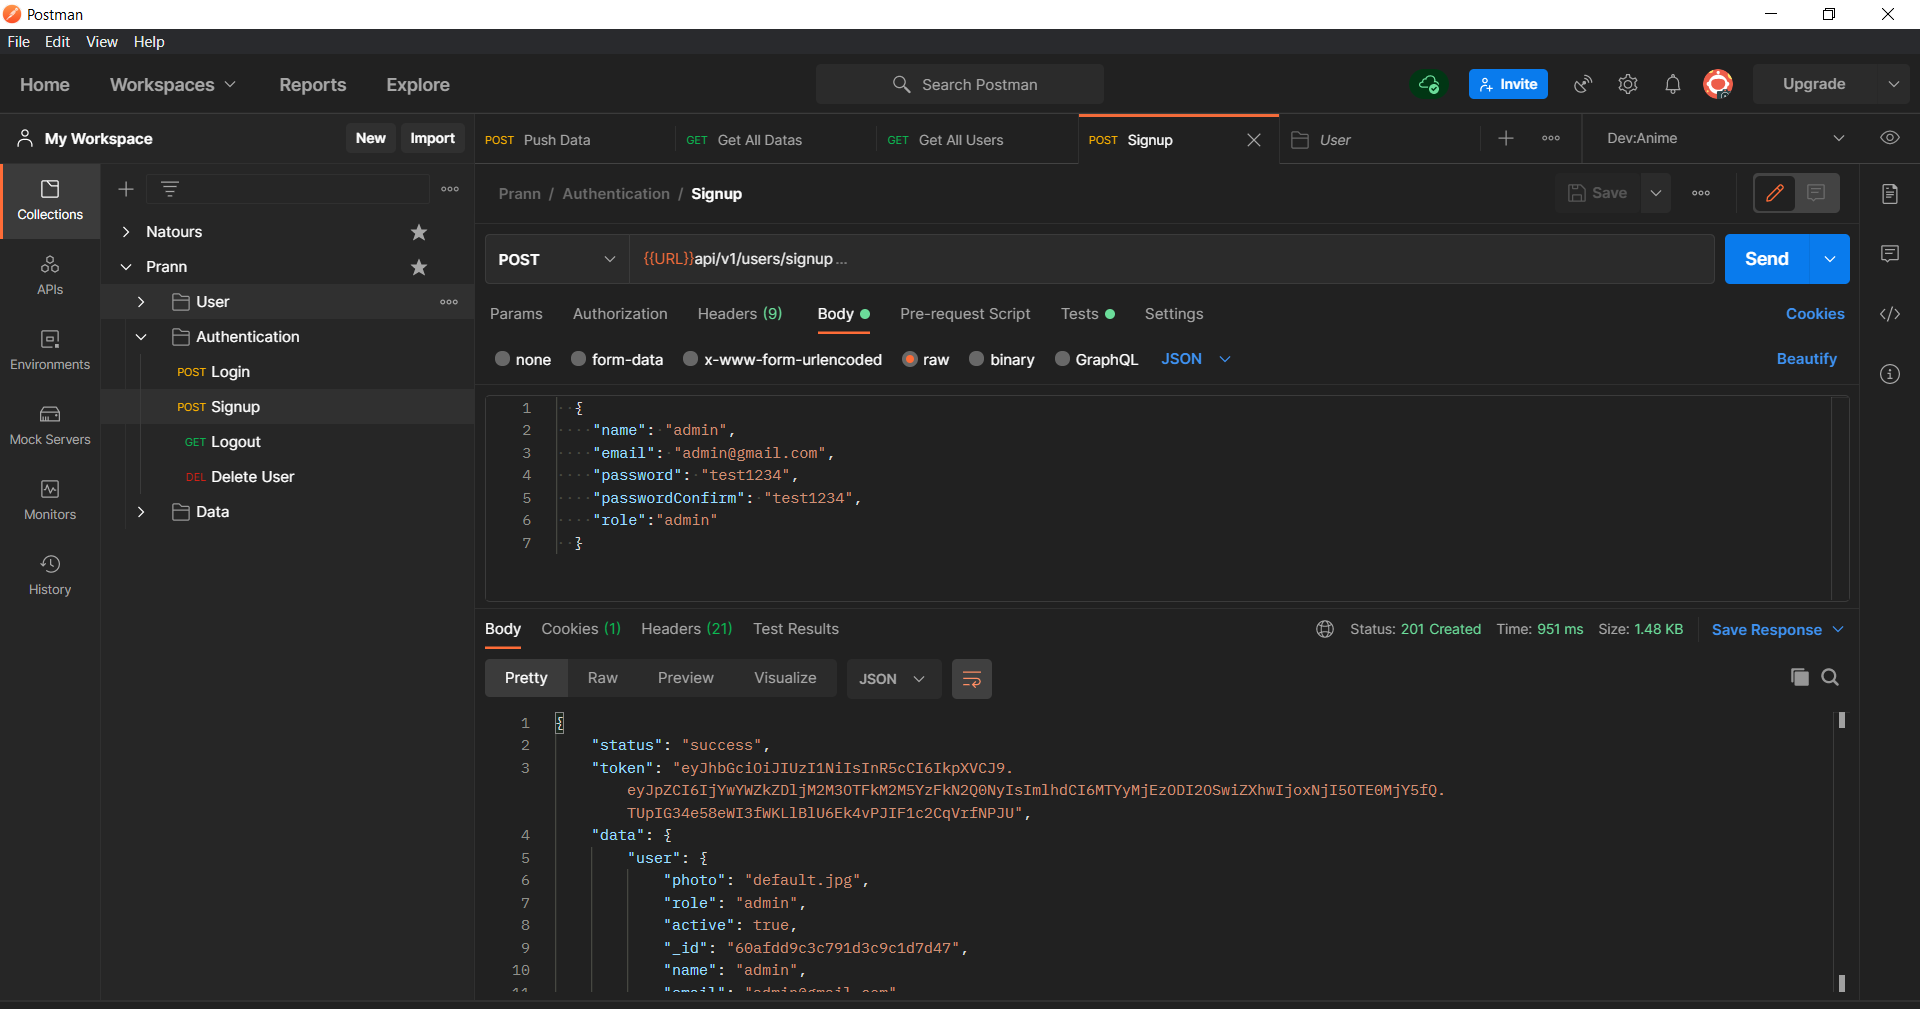 Postman
File Edit View Help
Home Workspaces Reports Explore
Search Postman
Invite
Upgrade
My Workspace
New Import
POST Push Data
GET Get All Datas
GET Get All Users
POST Signup
User
Dev:Anime
Collections
APIs
Environments
Mock Servers
Monitors
History
Natours
Prann
User
Authentication
POST Login
POST Signup
GET Logout
DEL Delete User
Data
Prann / Authentication / Signup
Save
POST
{{URL}}api/v1/users/signup ...
Send
Params Authorization Headers (9) Body Pre-request Script Tests Settings
Cookies
none form-data x-www-form-urlencoded raw binary GraphQL JSON
Beautify
1 {
2 "name": "admin",
3 "email": "admin@gmail.com",
4 "password": "test1234",
5 "passwordConfirm": "test1234",
6 "role":"admin"
7 }
Body Cookies (1) Headers (21) Test Results
Status: 201 Created Time: 951 ms Size: 1.48 KB Save Response
Pretty Raw Preview Visualize JSON
1 {
2 "status": "success",
3 "token": "eyJhbGciOiJIUzI1NiIsInR5cCI6IkpXVCJ9.
eyJpZCI6IjYwYWZkZDljM2M3OTFkM2M5YzFkN2Q0NyIsImlhdCI6MTYyMjEzODI2OSwiZXhwIjoxNjI5OTE0MjY5fQ.
TUpIG34e58eWI3fWKLlBlU6Ek4vPJIF1c2CqVrfNPJU",
4 "data": {
5 "user": {
6 "photo": "default.jpg",
7 "role": "admin",
8 "active": true,
9 "_id": "60afdd9c3c791d3c9c1d7d47",
10 "name": "admin",
11 "email": "admin@gmail.com"